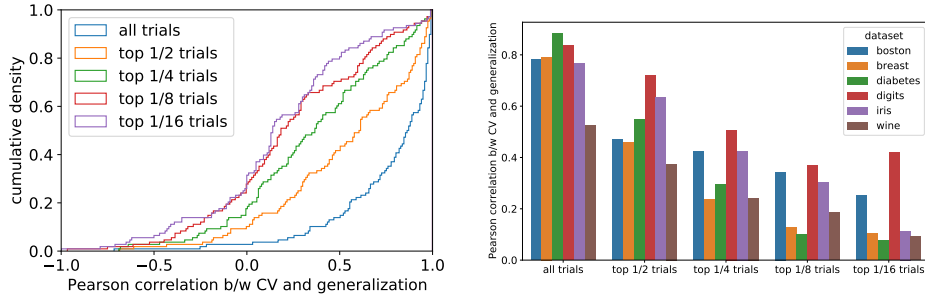 1.0
0.8
0.6
0.4
0.2
0.0
cumulative density
all trials
top 1/2 trials
top 1/4 trials
top 1/8 trials
top 1/16 trials
−1.0 −0.5 0.0 0.5 1.0
Pearson correlation b/w CV and generalization
Pearson correlation b/w CV and generalization
0.8
0.6
0.4
0.2
0.0
dataset
boston
breast
diabetes
digits
iris
wine
all trials top 1/2 trials top 1/4 trials top 1/8 trials top 1/16 trials